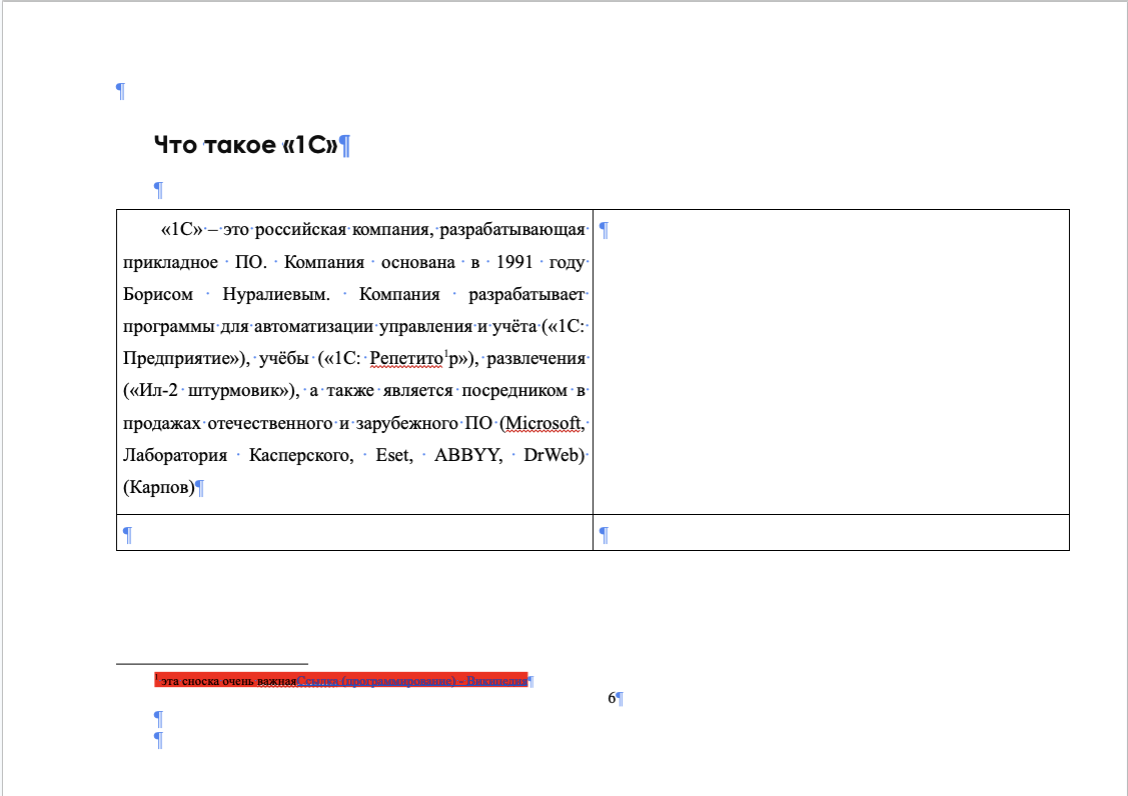 Что такое «1С»¶
«1С» – это российская компания, разрабатывающая
прикладное ПО. Компания основана в 1991 году
Борисом Нуралиевым. Компания разрабатывает
программы для автоматизации управления и учёта («1С:
Предприятие»), учёбы («1С: Репетито¹р»), развлечения
(«Ил-2 штурмовик»), а также является посредником в
продажах отечественного и зарубежного ПО (Microsoft,
Лаборатория Касперского, Eset, ABBYY, DrWeb)
(Карпов)¶
¹ эта сноска очень важнаяСсылка (программирование) - Википедия¶
6¶